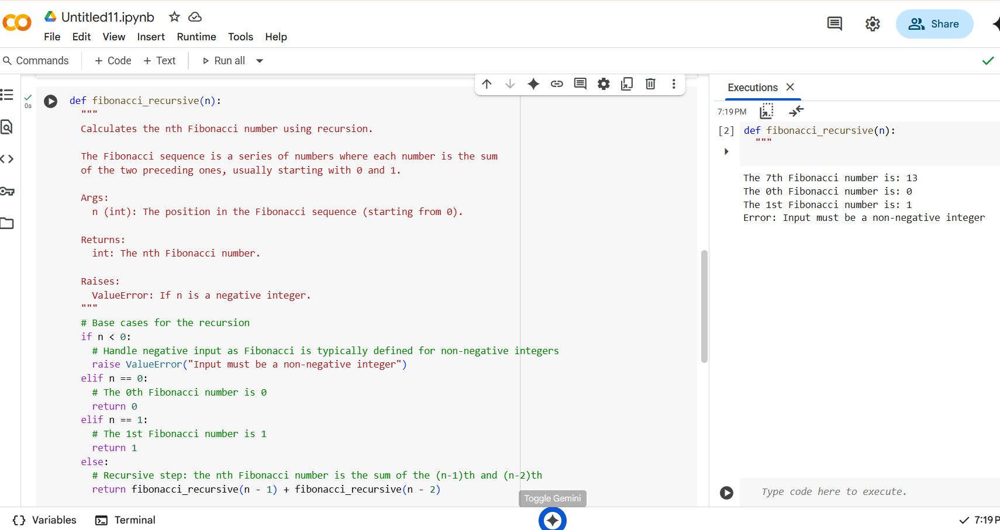 Untitled11.ipynb
File Edit View Insert Runtime Tools Help
Share
Commands + Code + Text Run all
0s
def fibonacci_recursive(n):
"""
Calculates the nth Fibonacci number using recursion.
The Fibonacci sequence is a series of numbers where each number is the sum
of the two preceding ones, usually starting with 0 and 1.
Args:
n (int): The position in the Fibonacci sequence (starting from 0).
Returns:
int: The nth Fibonacci number.
Raises:
ValueError: If n is a negative integer.
"""
# Base cases for the recursion
if n < 0:
# Handle negative input as Fibonacci is typically defined for non-negative integers
raise ValueError("Input must be a non-negative integer")
elif n == 0:
# The 0th Fibonacci number is 0
return 0
elif n == 1:
# The 1st Fibonacci number is 1
return 1
else:
# Recursive step: the nth Fibonacci number is the sum of the (n-1)th and (n-2)th
return fibonacci_recursive(n - 1) + fibonacci_recursive(n - 2)
Toggle Gemini
Executions
7:19 PM
[2] def fibonacci_recursive(n):
"""
The 7th Fibonacci number is: 13
The 0th Fibonacci number is: 0
The 1st Fibonacci number is: 1
Error: Input must be a non-negative integer
Type code here to execute.
{} Variables Terminal
7:19 P